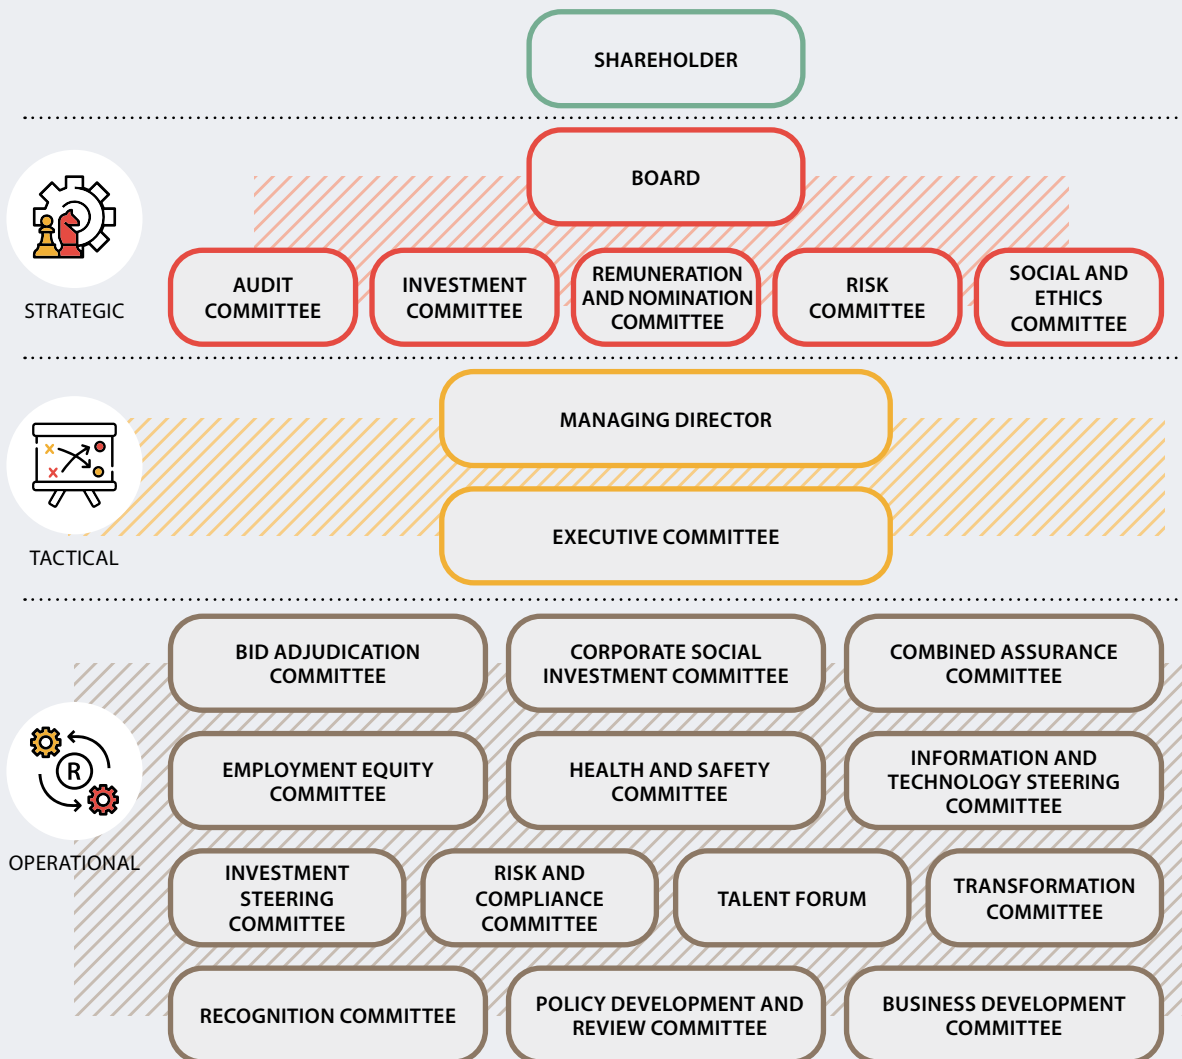 SHAREHOLDER
BOARD
STRATEGIC
AUDIT
COMMITTEE
INVESTMENT
COMMITTEE
REMUNERATION
AND NOMINATION
COMMITTEE
RISK
COMMITTEE
SOCIAL AND
ETHICS
COMMITTEE
MANAGING DIRECTOR
EXECUTIVE COMMITTEE
TACTICAL
BID ADJUDICATION
COMMITTEE
CORPORATE SOCIAL
INVESTMENT COMMITTEE
COMBINED ASSURANCE
COMMITTEE
EMPLOYMENT EQUITY
COMMITTEE
HEALTH AND SAFETY
COMMITTEE
INFORMATION AND
TECHNOLOGY STEERING
COMMITTEE
R
OPERATIONAL
INVESTMENT
STEERING
COMMITTEE
RISK AND
COMPLIANCE
COMMITTEE
TALENT FORUM
TRANSFORMATION
COMMITTEE
RECOGNITION COMMITTEE
POLICY DEVELOPMENT AND
REVIEW COMMITTEE
BUSINESS DEVELOPMENT
COMMITTEE